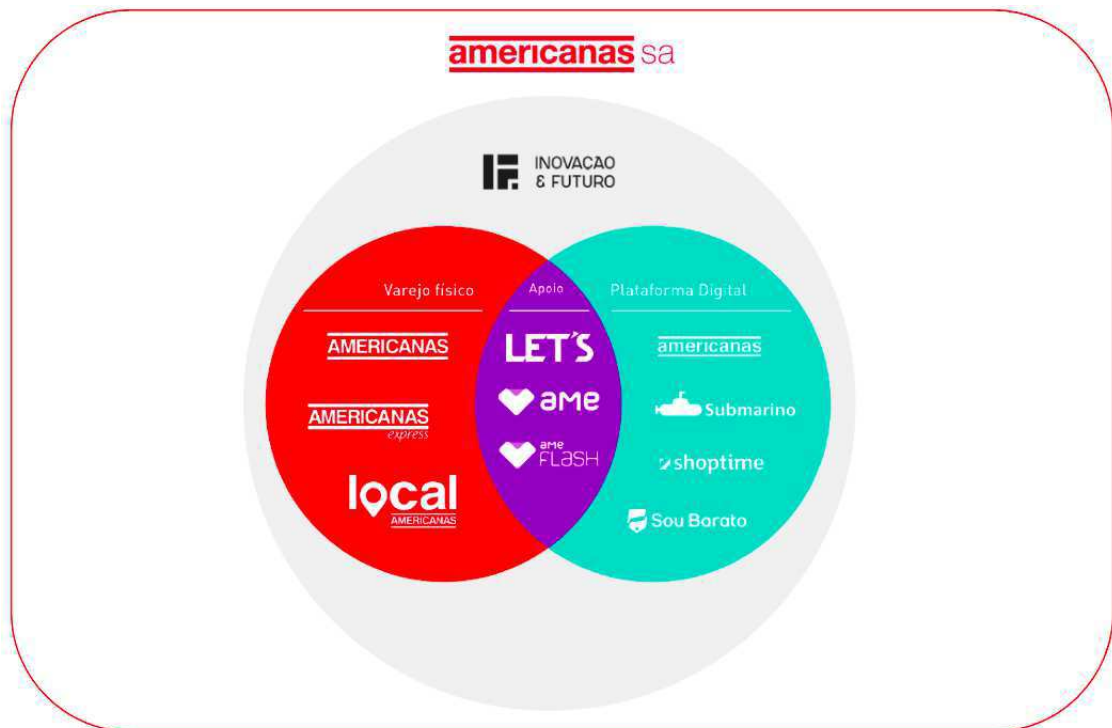 americanas sa
INOVAÇÃO
& FUTURO
Varejo físico
AMERICANAS
AMERICANAS
express
local
AMERICANAS
Apoio
LET'S
ame
ame
FLaSH
Plataforma Digital
americanas
Submarino
shoptime
Sou Barato